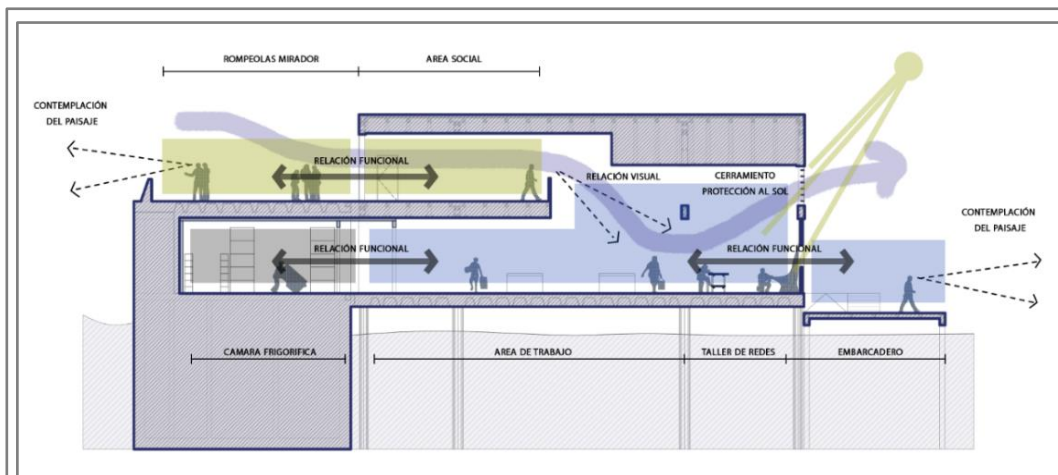 ROMPEOLAS MIRADOR
AREA SOCIAL
CONTEMPLACIÓN
DEL PAISAJE
RELACIÓN FUNCIONAL
RELACIÓN VISUAL
CERRAMIENTO
PROTECCIÓN AL SOL
CONTEMPLACIÓN
DEL PAISAJE
RELACIÓN FUNCIONAL
RELACIÓN FUNCIONAL
CAMARA FRIGORIFICA
AREA DE TRABAJO
TALLER DE REDES
EMBARCADERO